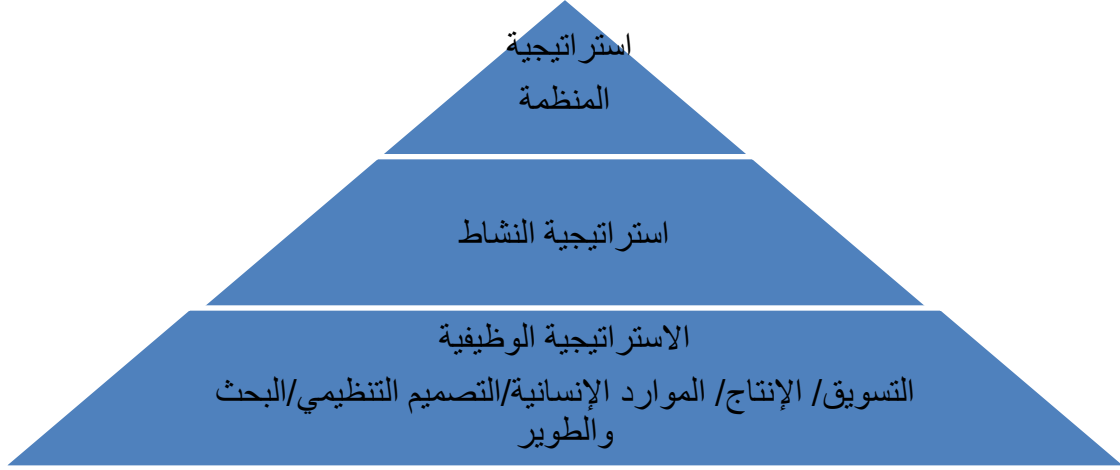 استراتيجية
المنظمة
استراتيجية النشاط
الاستراتيجية الوظيفية
التسويق/ الإنتاج/ الموارد الإنسانية/التصميم التنظيمي/البحث
والطوير